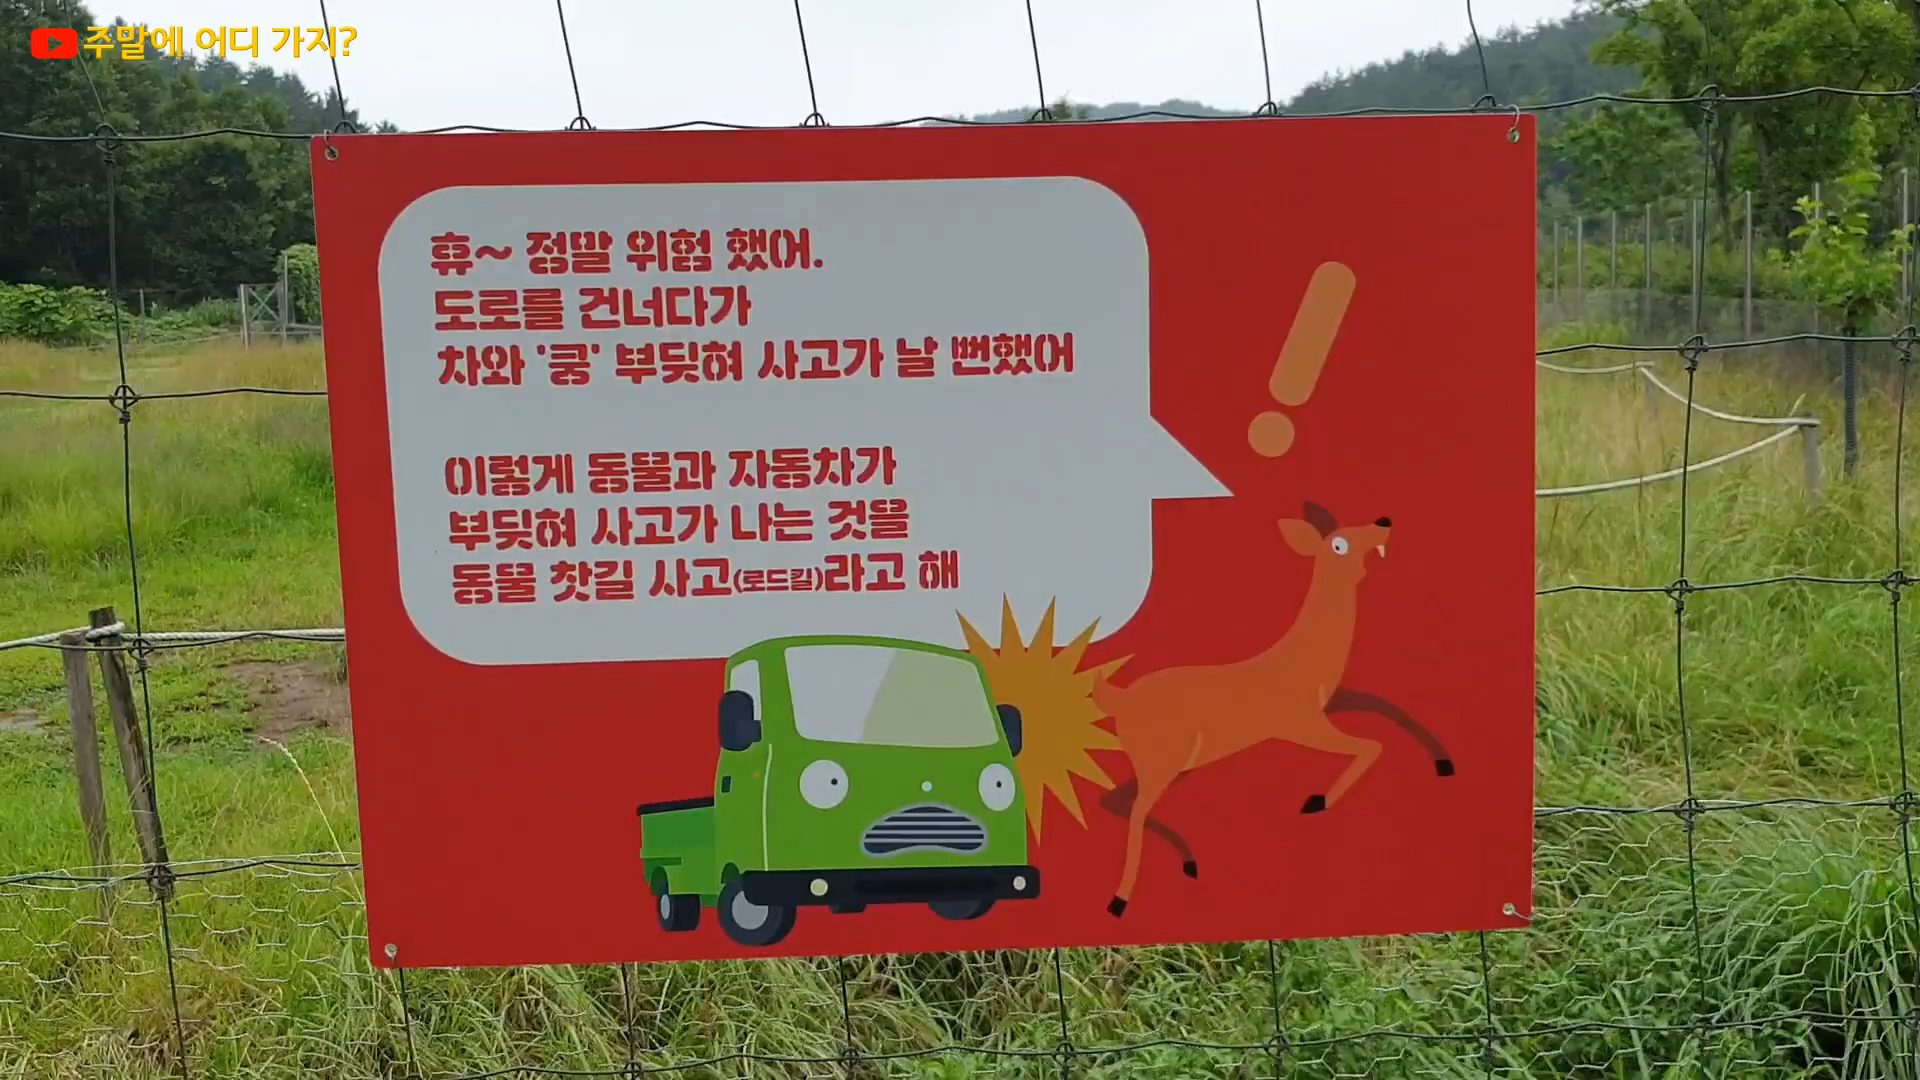 주말에 어디 가지?
휴~ 정말 위험 했어.
도로를 건너다가
차와 '쿵' 부딪혀 사고가 날 뻔했어
이렇게 동물과 자동차가
부딪혀 사고가 나는 것을
동물 찻길 사고(로드킬)라고 해